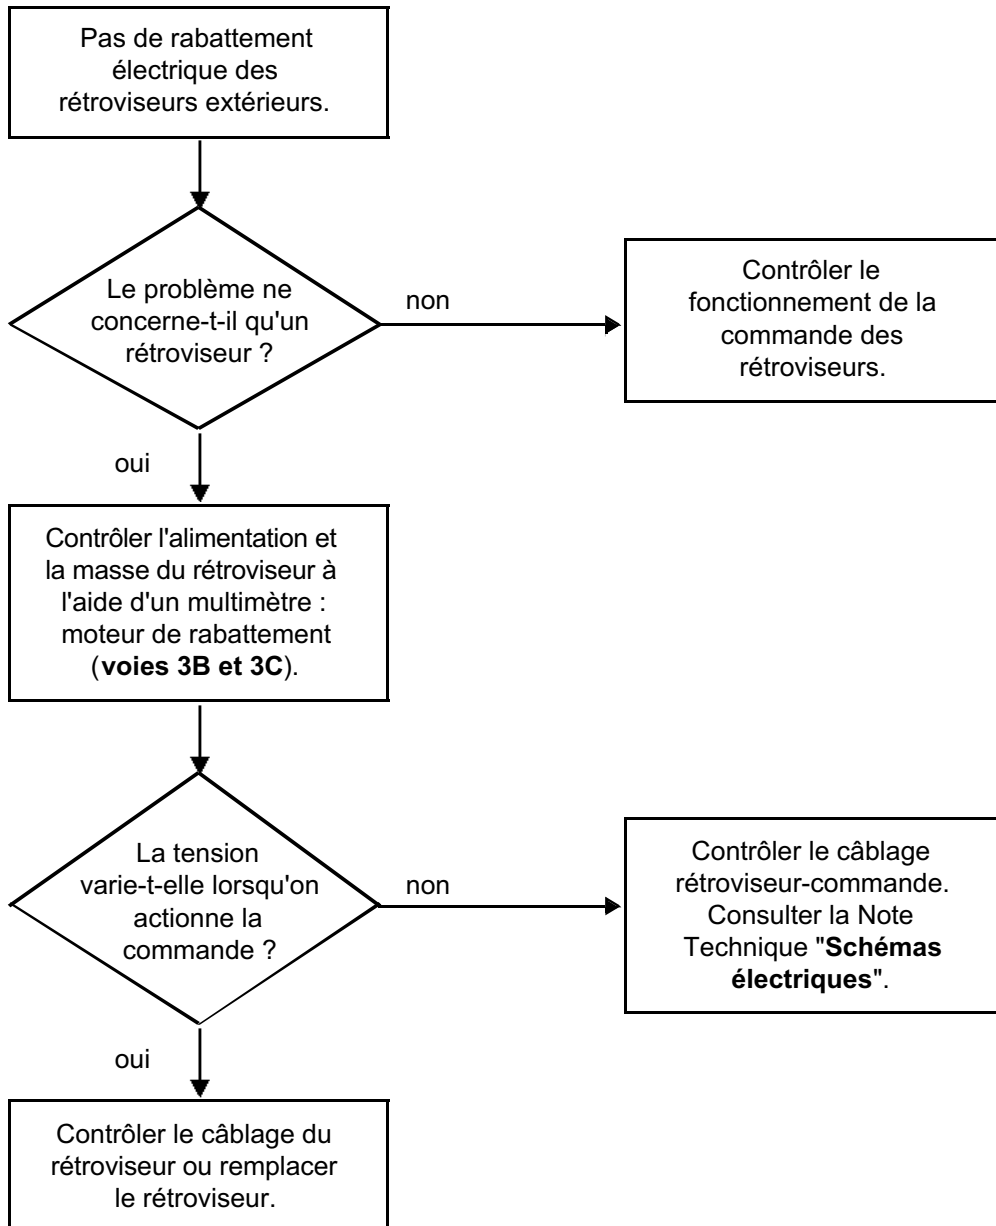 Pas de rabattement
électrique des
rétroviseurs extérieurs.
Le problème ne
concerne-t-il qu'un
rétroviseur ?
non
Contrôler le
fonctionnement de la
commande des
rétroviseurs.
oui
Contrôler l'alimentation et
la masse du rétroviseur à
l'aide d'un multimètre :
moteur de rabattement
(voies 3B et 3C).
La tension
varie-t-elle lorsqu'on
actionne la
commande ?
non
Contrôler le câblage
rétroviseur-commande.
Consulter la Note
Technique "Schémas
électriques".
oui
Contrôler le câblage du
rétroviseur ou remplacer
le rétroviseur.